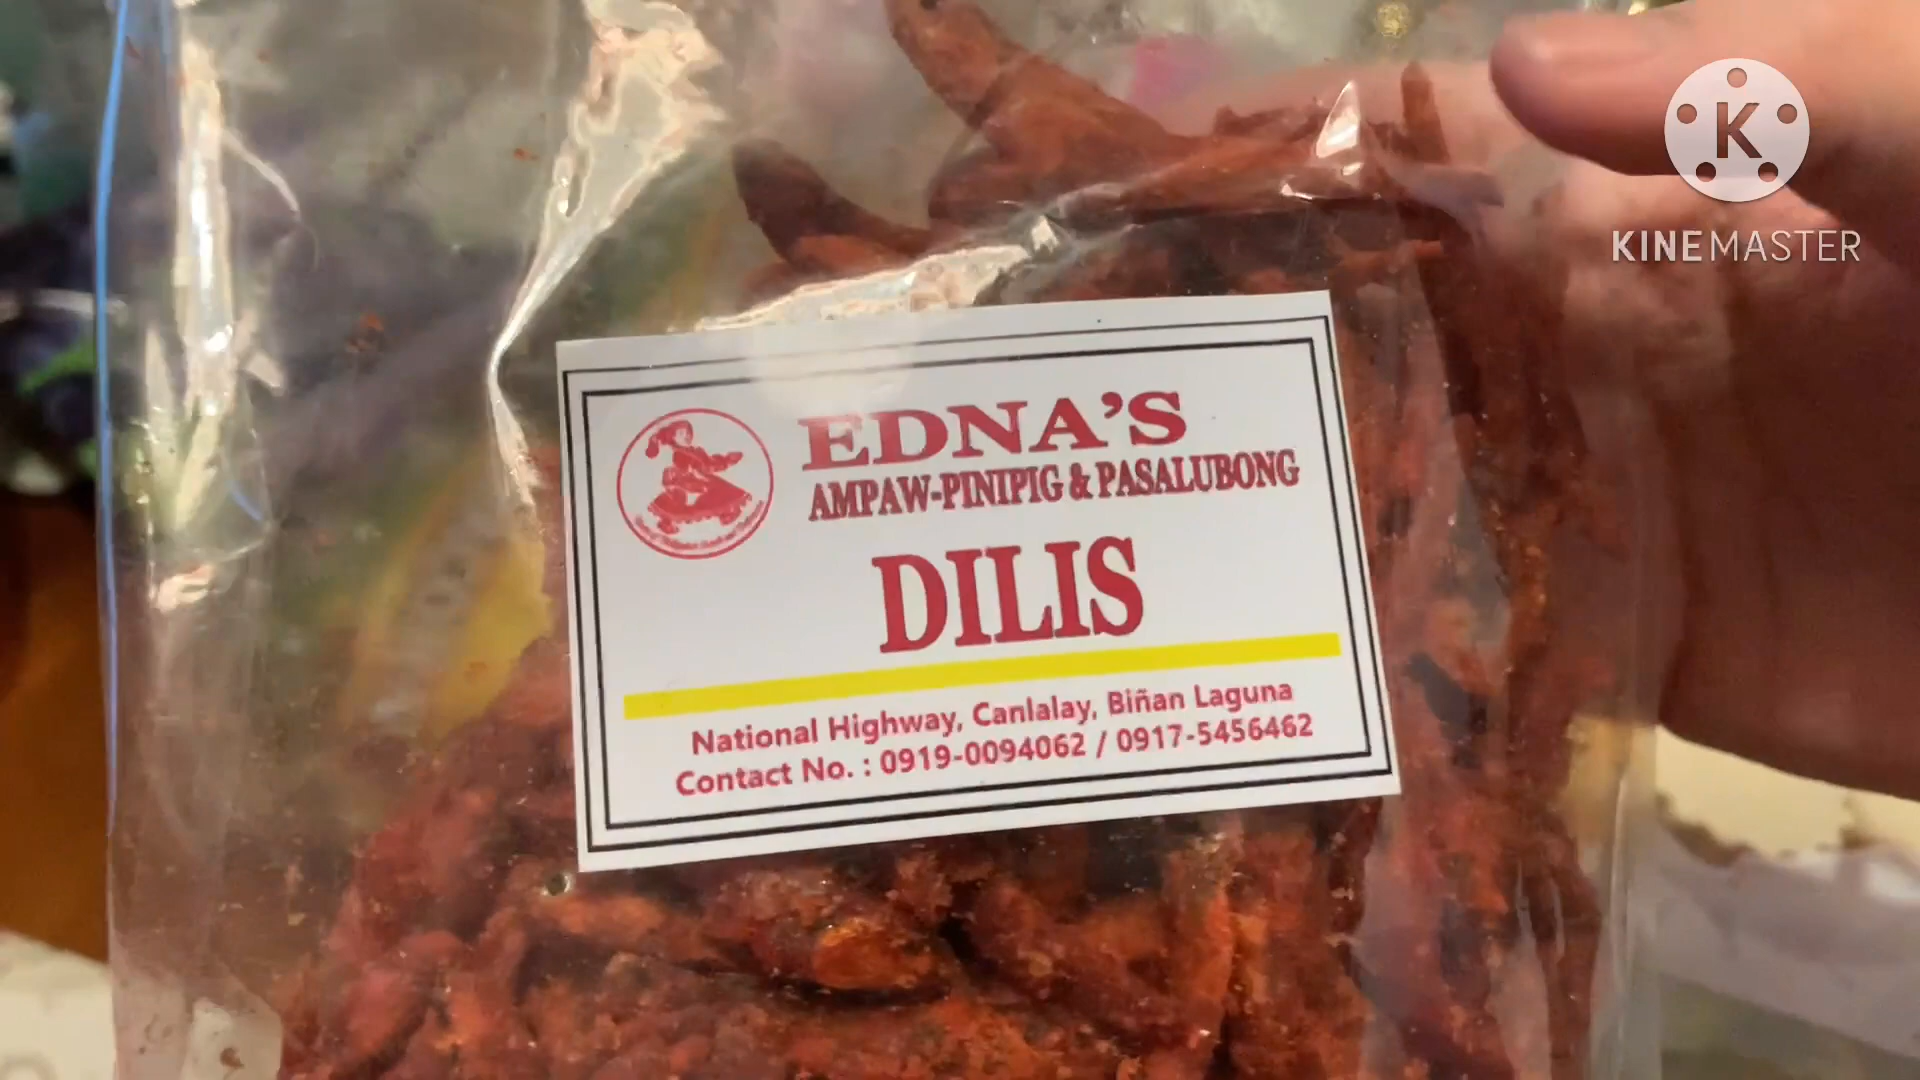 K
KINEMASTER
EDNA'S
AMPAW-PINIPIG & PASALUBONG
DILIS
National Highway, Canlalay, Biñan Laguna
Contact No. : 0919-0094062 / 0917-5456462